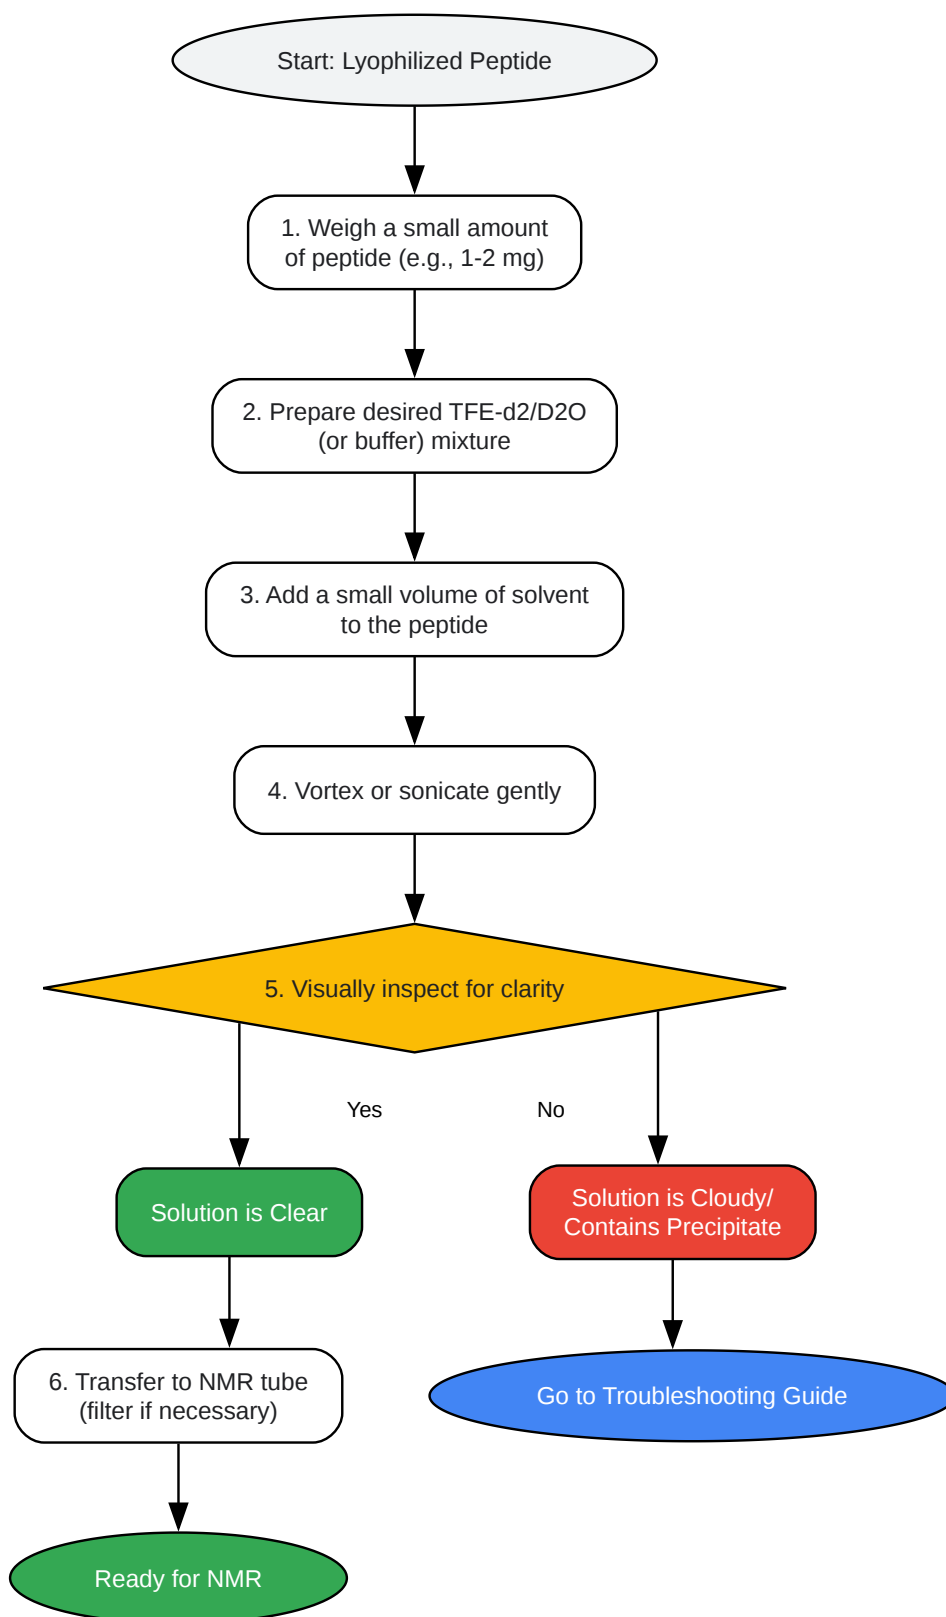 Start: Lyophilized Peptide
1. Weigh a small amount
of peptide (e.g., 1-2 mg)
2. Prepare desired TFE-d2/D2O
(or buffer) mixture
3. Add a small volume of solvent
to the peptide
4. Vortex or sonicate gently
5. Visually inspect for clarity
Yes
No
Solution is Clear
Solution is Cloudy/
Contains Precipitate
6. Transfer to NMR tube
(filter if necessary)
Go to Troubleshooting Guide
Ready for NMR